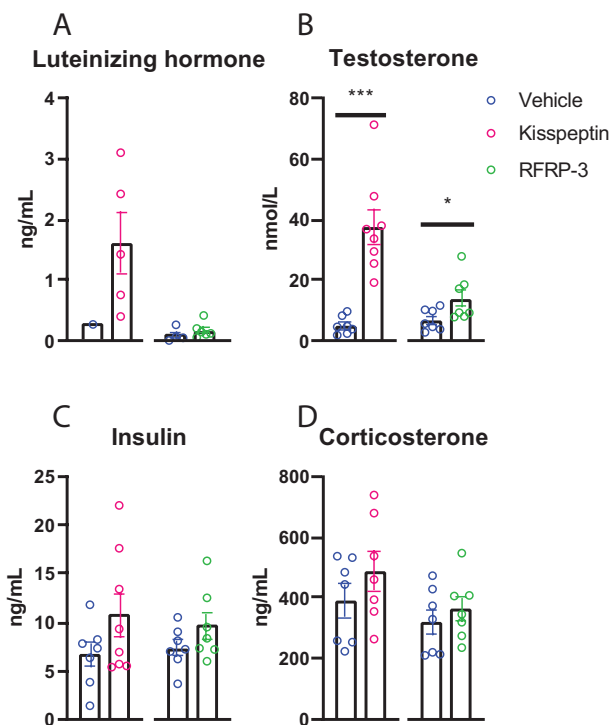 A
Luteinizing hormone
ng/mL
4
3
2
1
0
B
Testosterone
nmol/L
80
60
40
20
0
***
*
Vehicle
Kisspeptin
RFRP-3
C
Insulin
ng/mL
25
20
15
10
5
0
D
Corticosterone
ng/mL
800
600
400
200
0